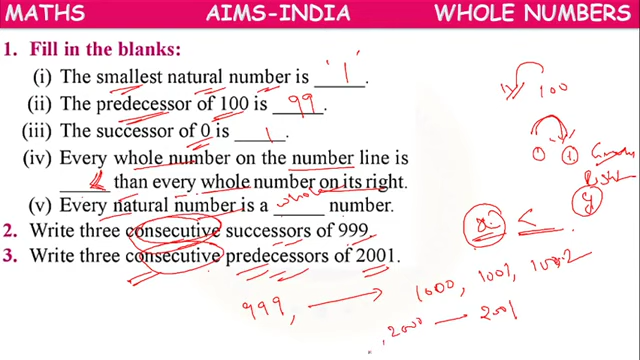 MATHS AIMS-INDIA WHOLE NUMBERS
1. Fill in the blanks:
(i) The smallest natural number is '1'.
(ii) The predecessor of 100 is 99
(iii) The successor of 0 is 1.
(iv) Every whole number on the number line is
< than every whole number on its right.
(v) Every natural number is a whole number.
2. Write three consecutive successors of 999.
3. Write three consecutive predecessors of 2001.
100
0 1
Right
<
999, 1000, 1001, 1002
, 2000 2001